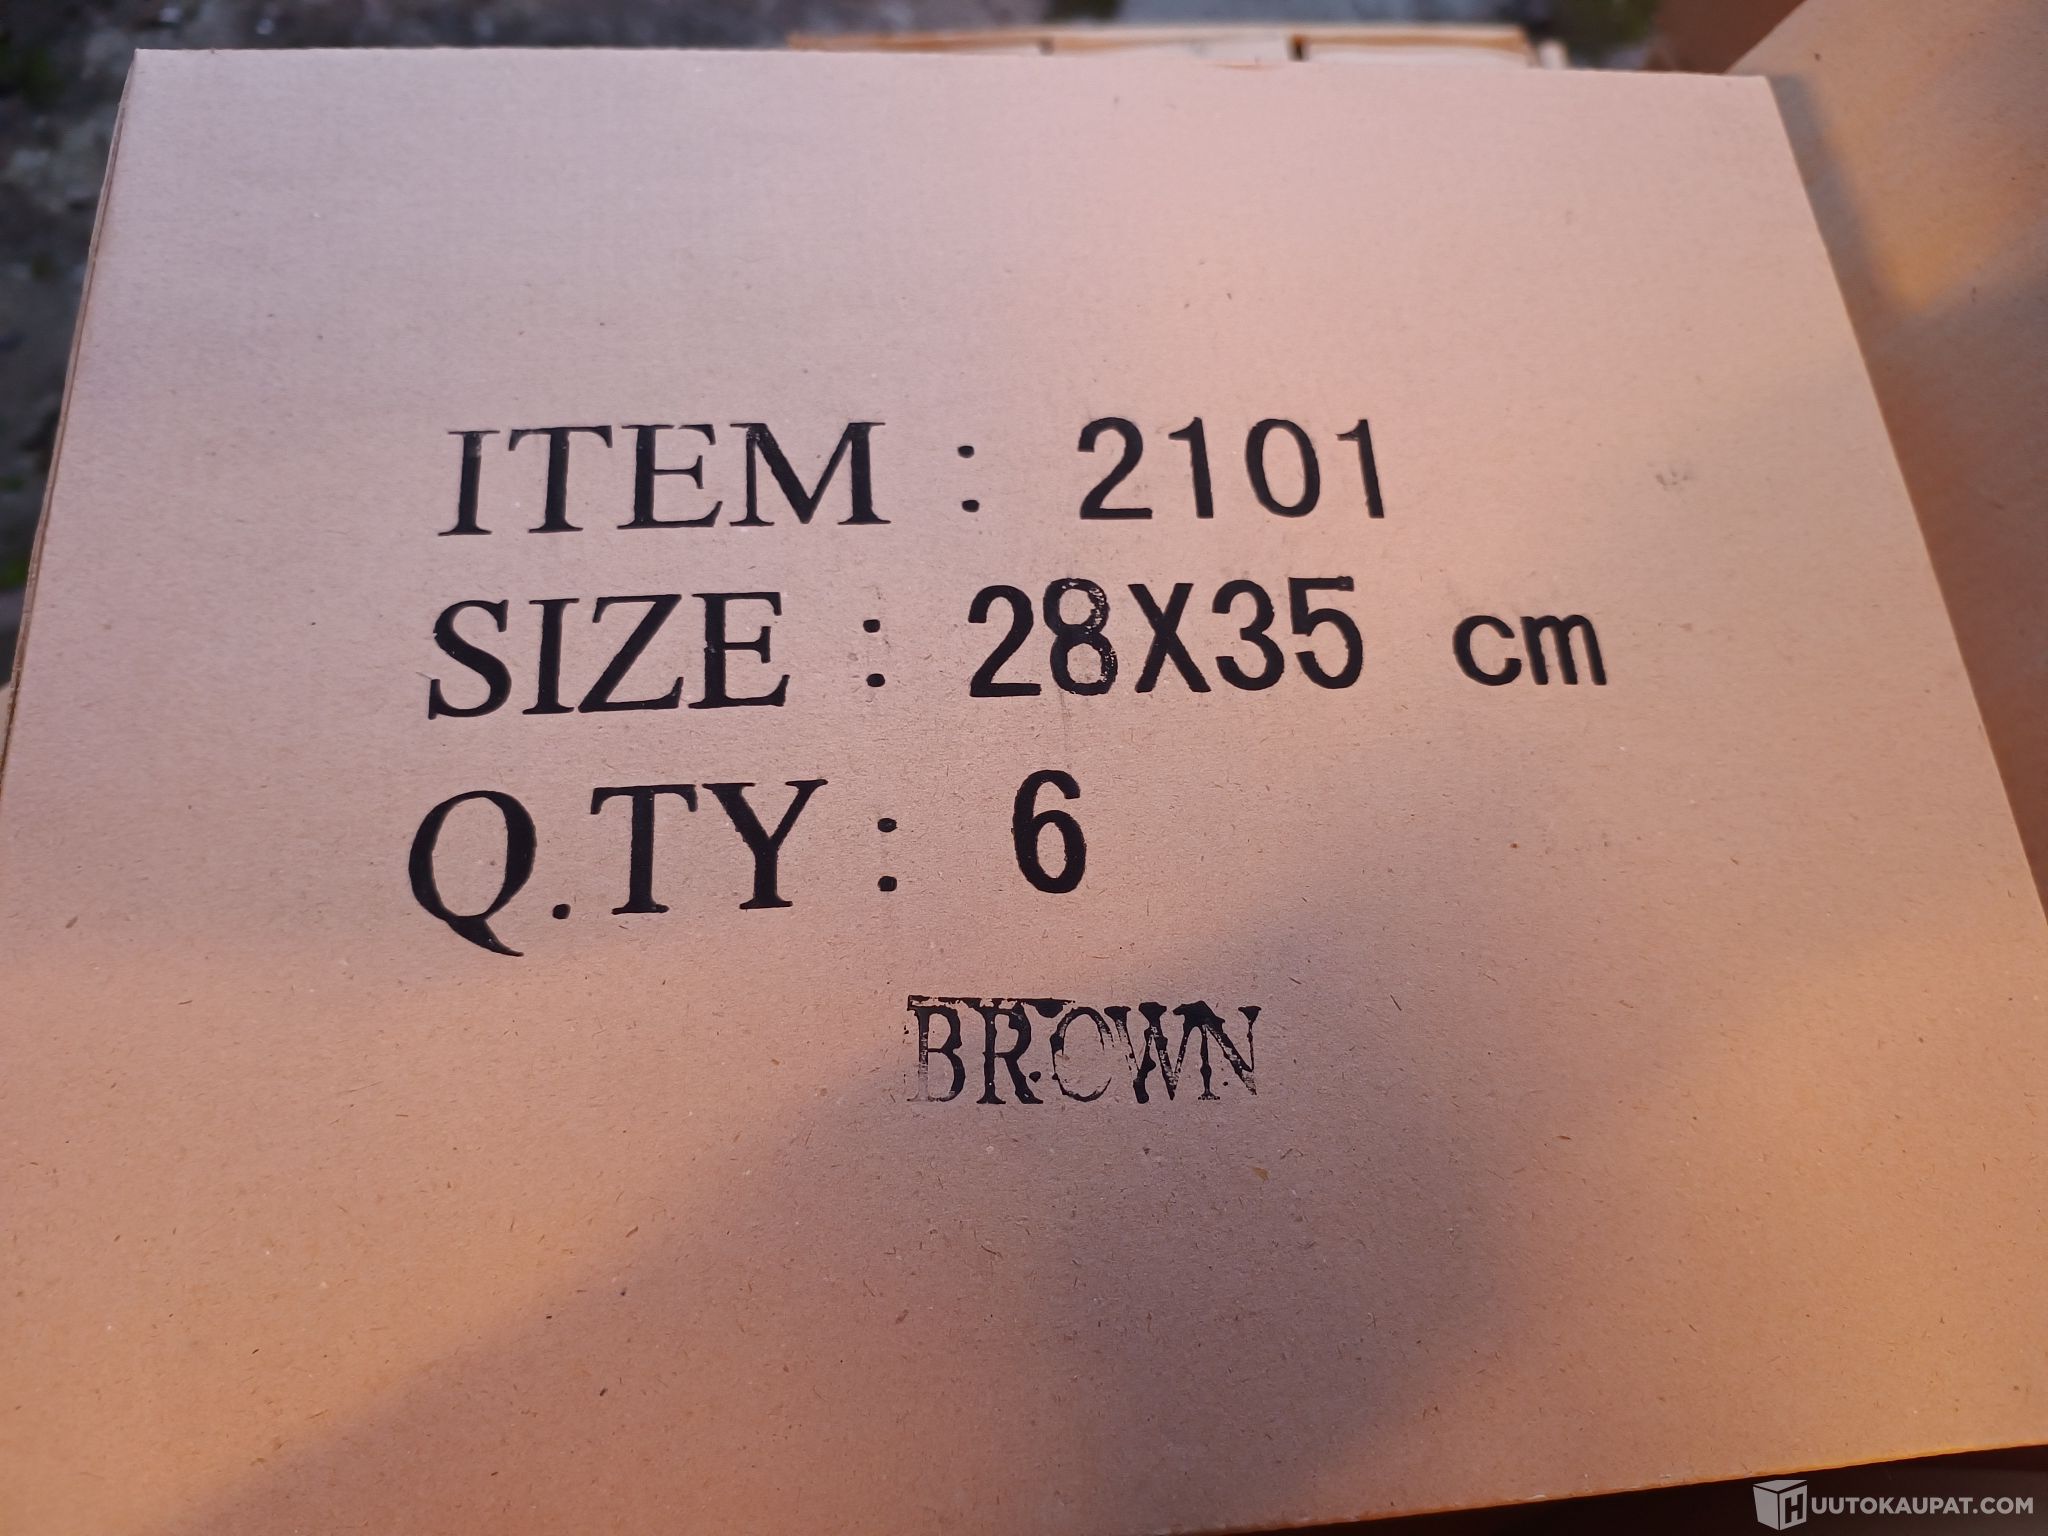 ITEM : 2101
SIZE : 28X35 cm
Q.TY : 6
BROWN
HUUTOKAUPAT.COM